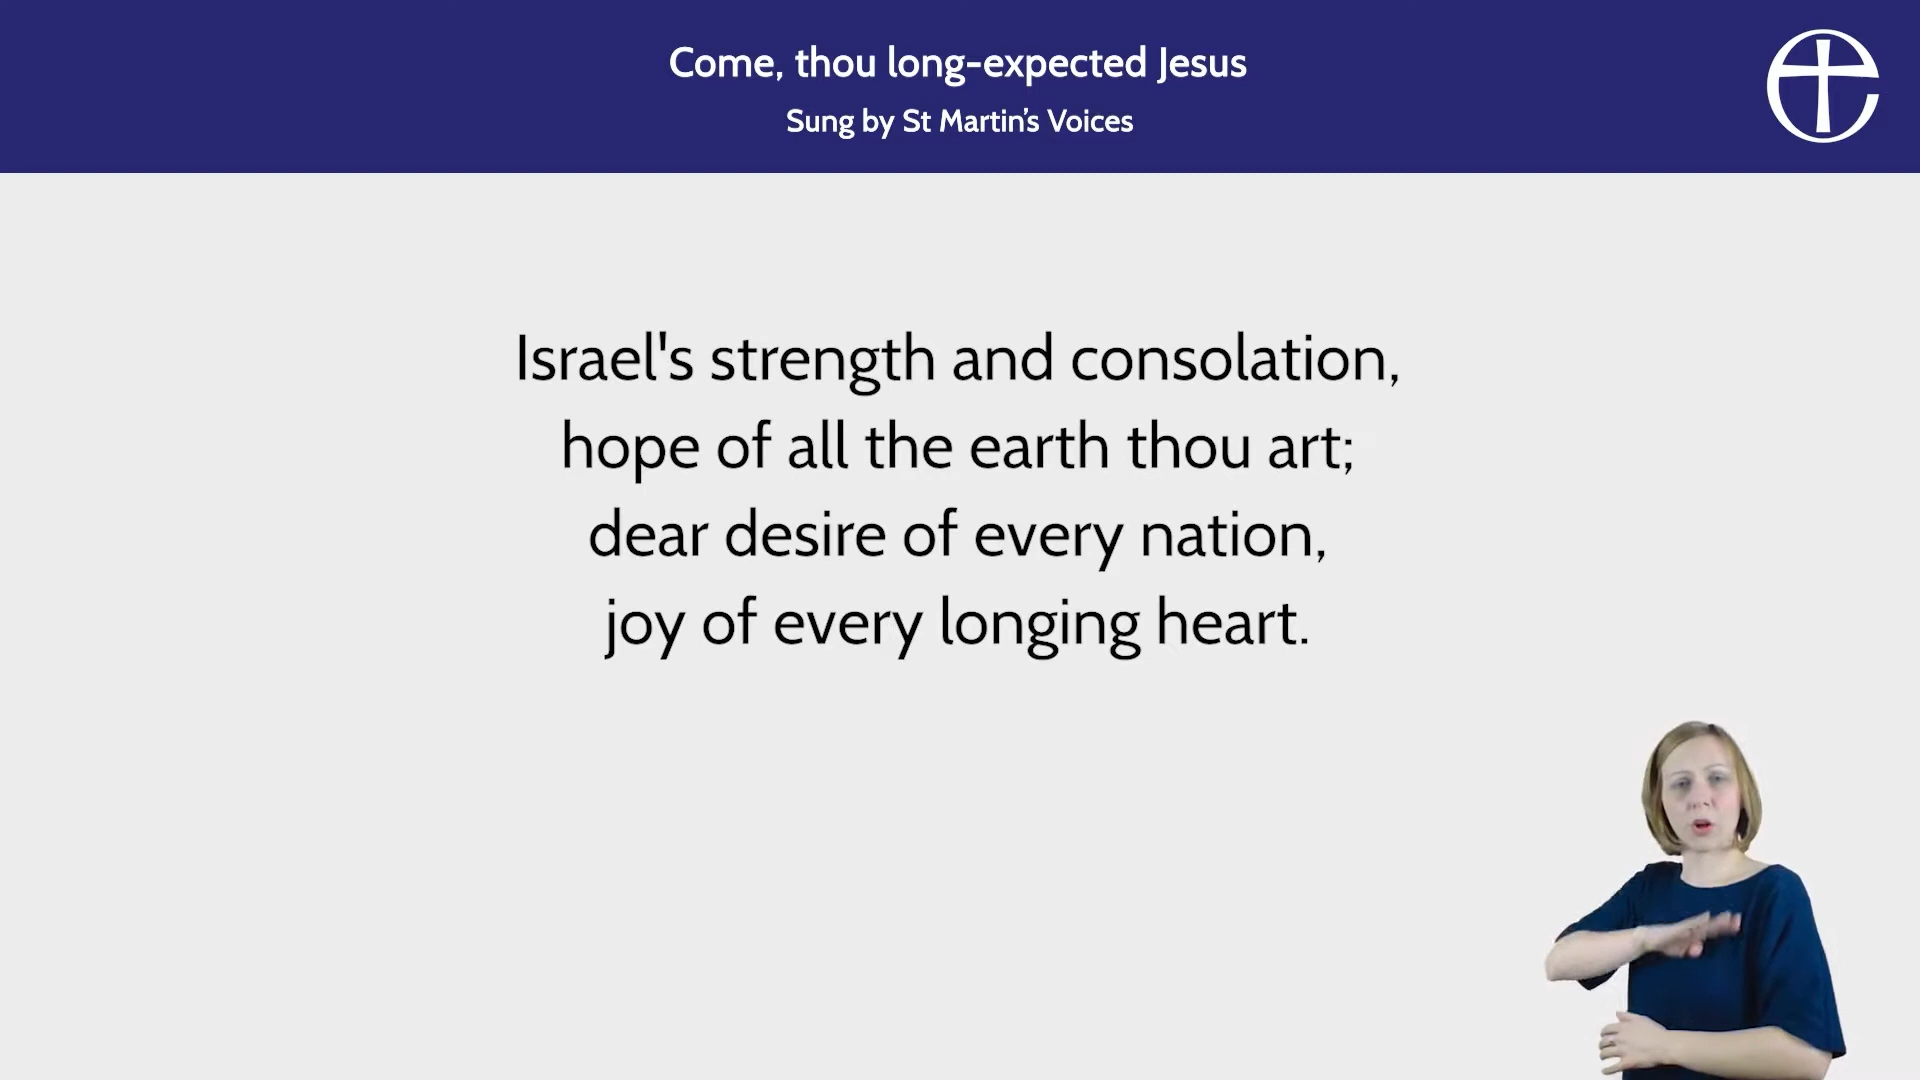 Come, thou long-expected Jesus
Sung by St Martin’s Voices
Israel's strength and consolation,
hope of all the earth thou art;
dear desire of every nation,
joy of every longing heart.